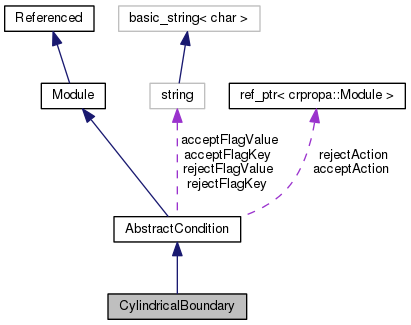 Referenced
basic_string< char >
Module
string
ref_ptr< crpropa::Module >
acceptFlagValue
acceptFlagKey
rejectFlagValue
rejectFlagKey
rejectAction
acceptAction
AbstractCondition
CylindricalBoundary